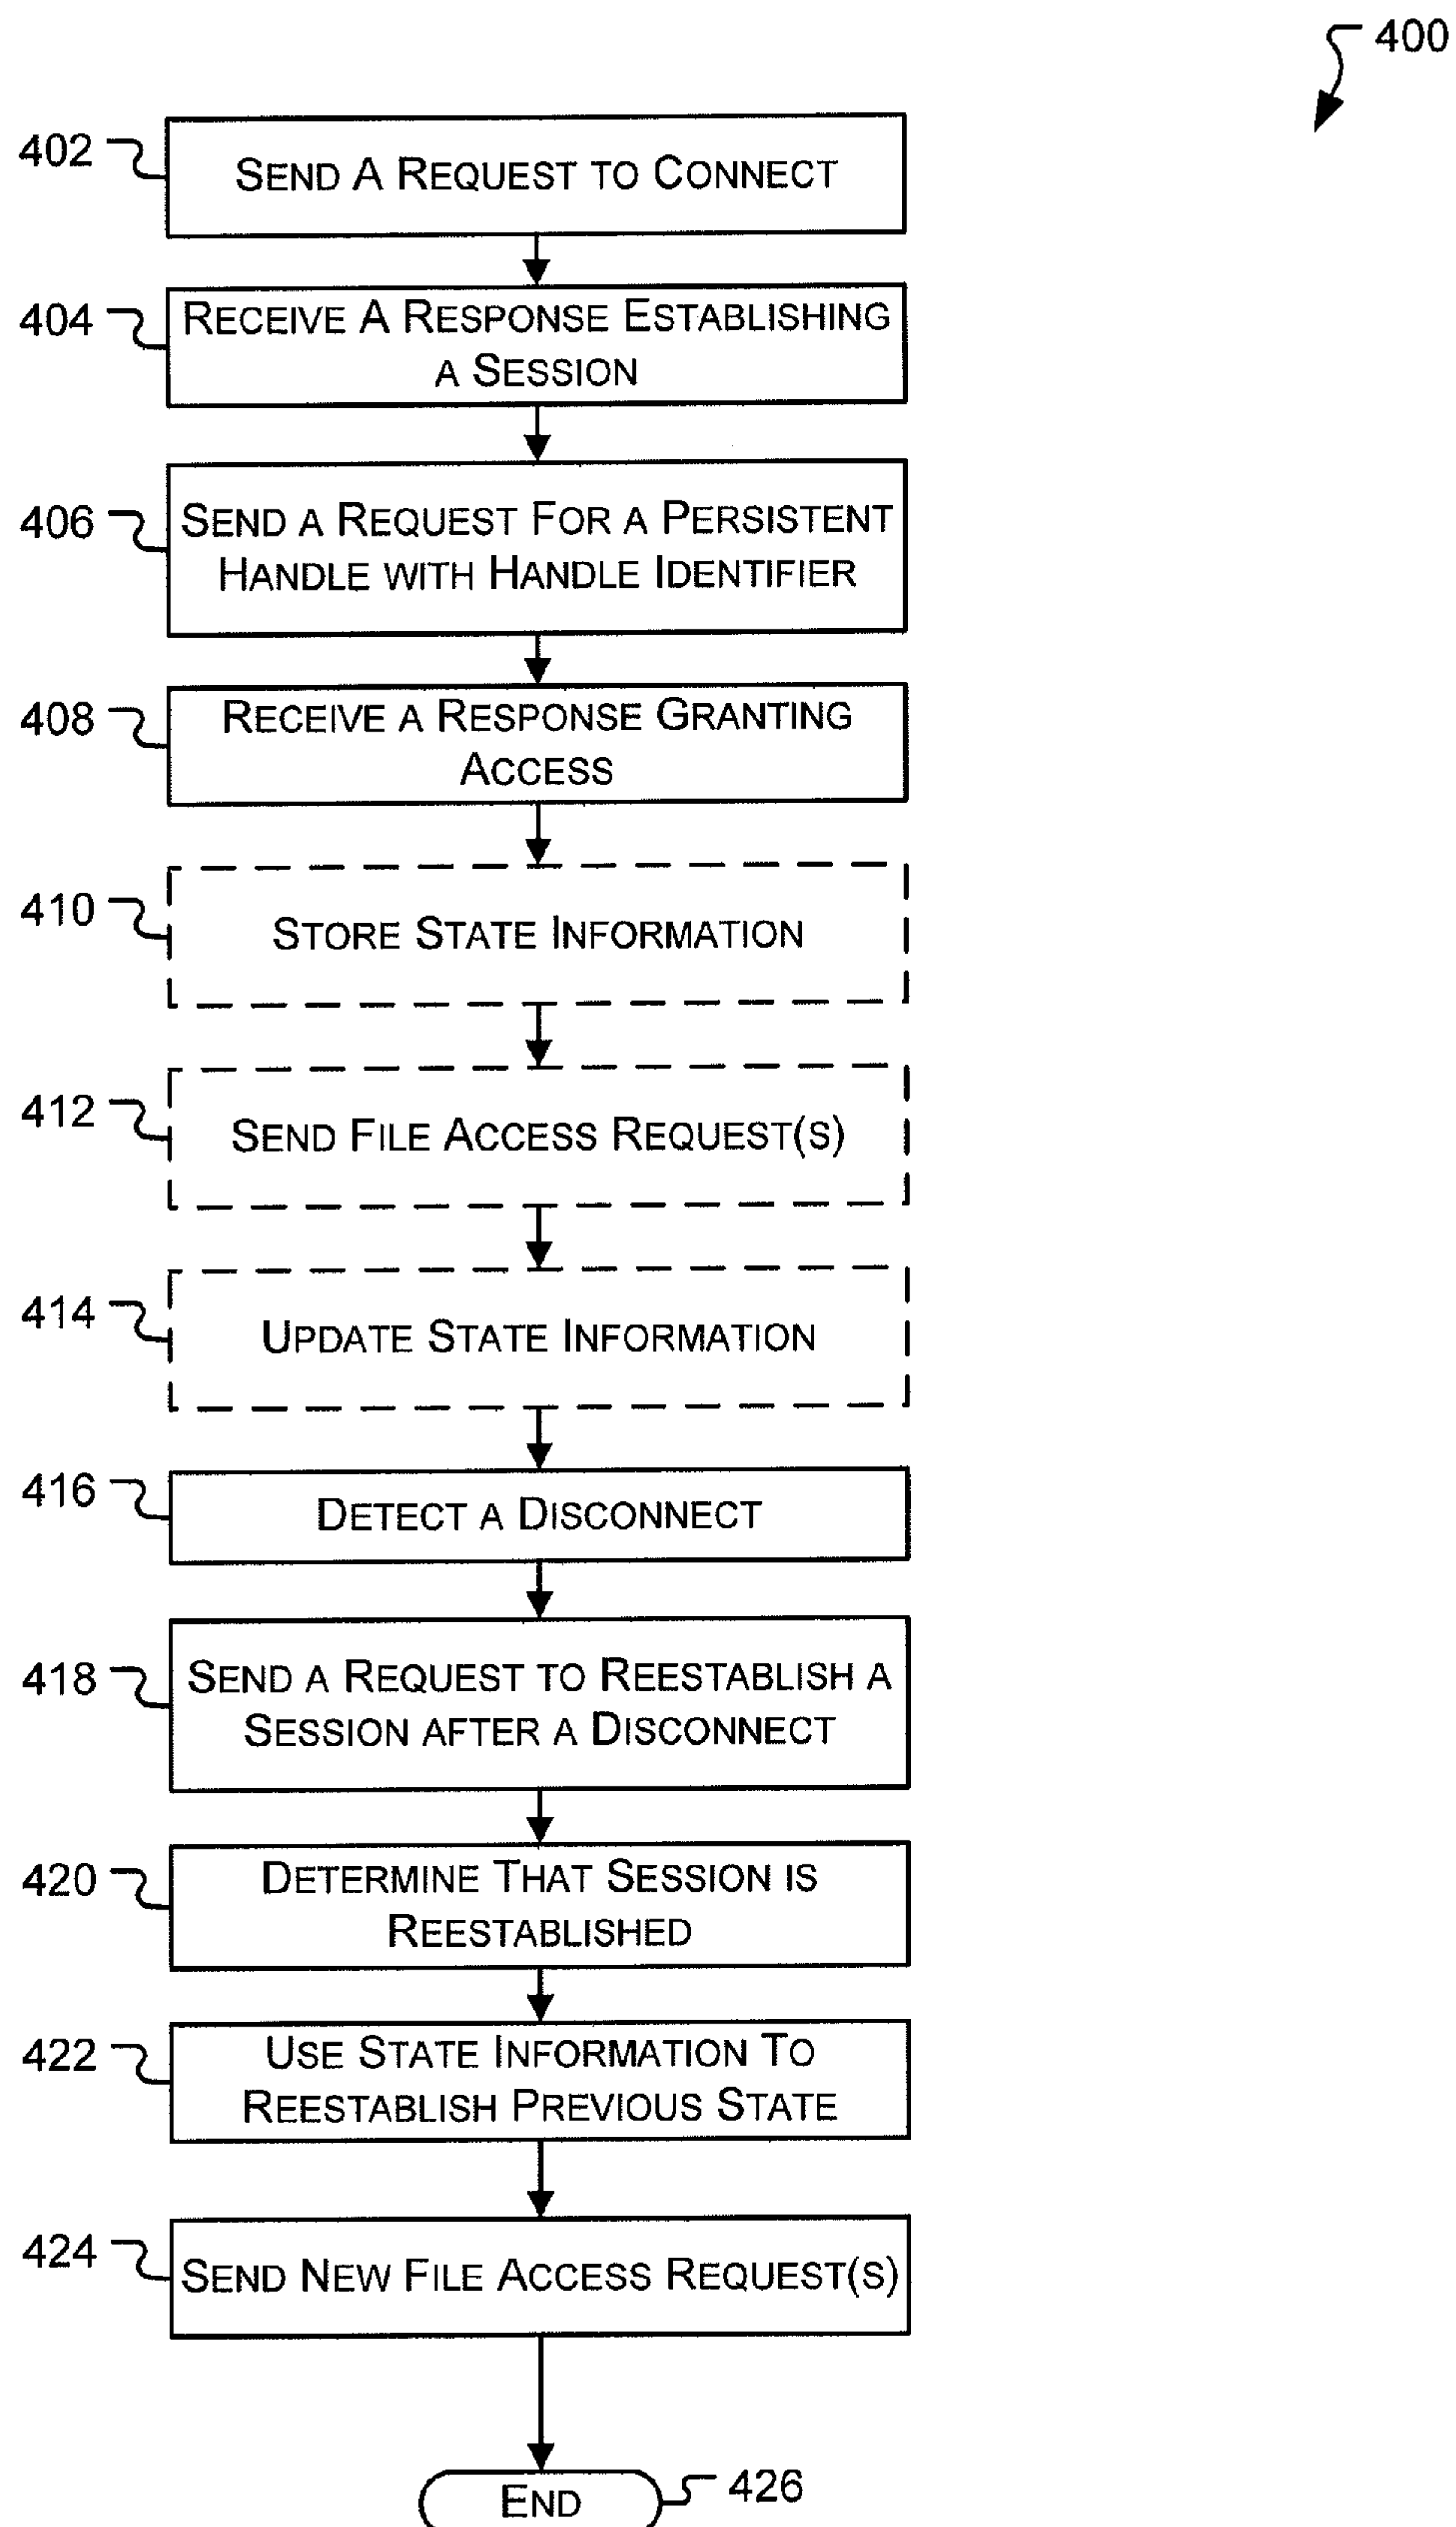 400
402
SEND A REQUEST TO CONNECT
404
RECEIVE A RESPONSE ESTABLISHING
A SESSION
406
SEND A REQUEST FOR A PERSISTENT
HANDLE WITH HANDLE IDENTIFIER
408
RECEIVE A RESPONSE GRANTING
ACCESS
410
STORE STATE INFORMATION
412
SEND FILE ACCESS REQUEST(S)
414
UPDATE STATE INFORMATION
416
DETECT A DISCONNECT
418
SEND A REQUEST TO REESTABLISH A
SESSION AFTER A DISCONNECT
420
DETERMINE THAT SESSION IS
REESTABLISHED
422
USE STATE INFORMATION TO
REESTABLISH PREVIOUS STATE
424
SEND NEW FILE ACCESS REQUEST(S)
END
426